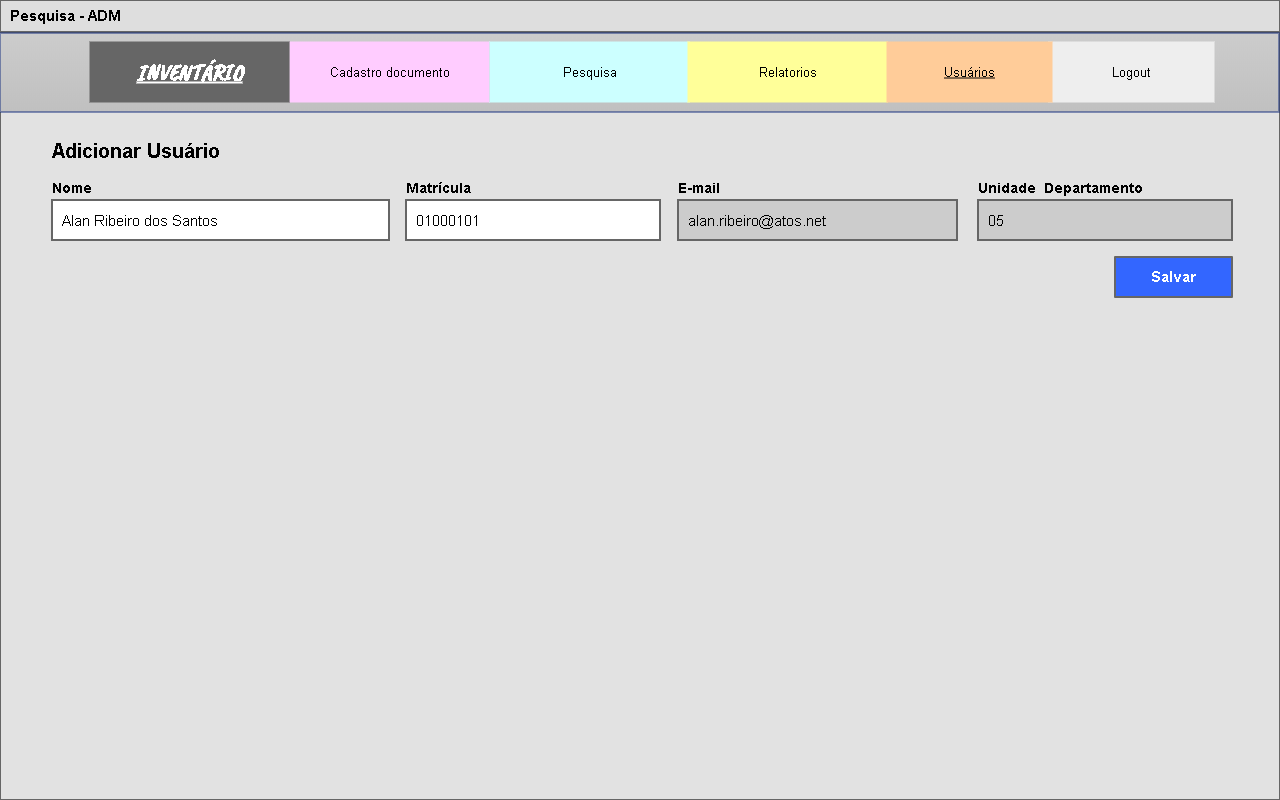 Pesquisa - ADM
INVENTÁRIO Cadastro documento Pesquisa Relatorios Usuários Logout
Adicionar Usuário
Nome Matrícula E-mail Unidade Departamento
Alan Ribeiro dos Santos 01000101 alan.ribeiro@atos.net 05
Salvar